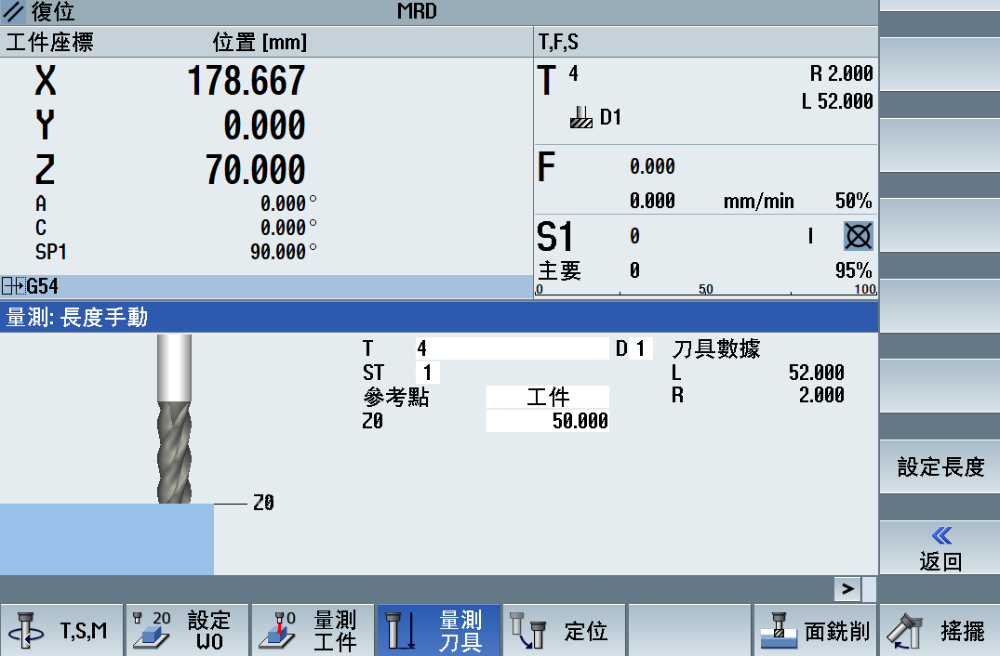 復位 MRD
工件座標 位置 [mm] T,F,S
X 178.667
Y 0.000
Z 70.000
A 0.000°
C 0.000°
SP1 90.000°
G54
T 4 R 2.000
L 52.000
D1
F 0.000
0.000 mm/min 50%
S1 0 I
主要 0 95%
0 50 100
量測: 長度手動
T 4 D 1 刀具數據
ST 1 L 52.000
參考點 工件 R 2.000
Z0 50.000
Z0
設定長度
返回
>
T,S,M
20 設定
WO
0 量測
工件
量測
刀具
定位
面銑削
搖擺